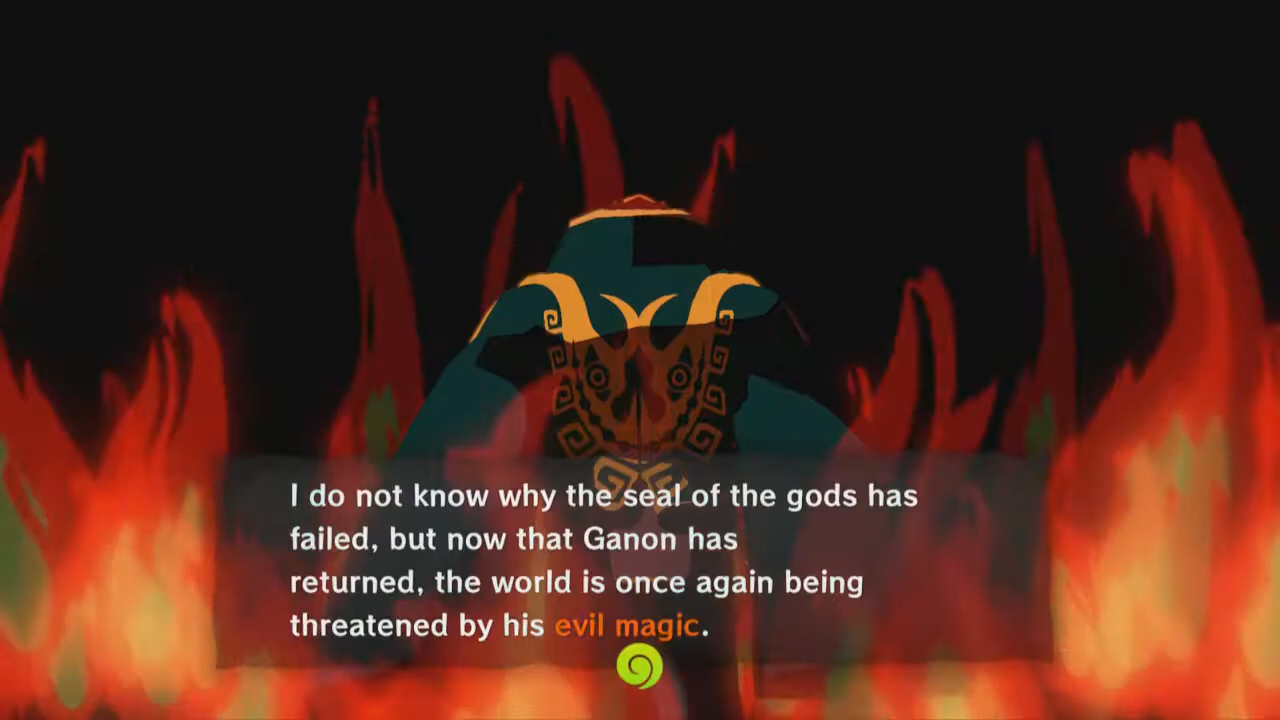 I do not know why the seal of the gods has
failed, but now that Ganon has
returned, the world is once again being
threatened by his evil magic.